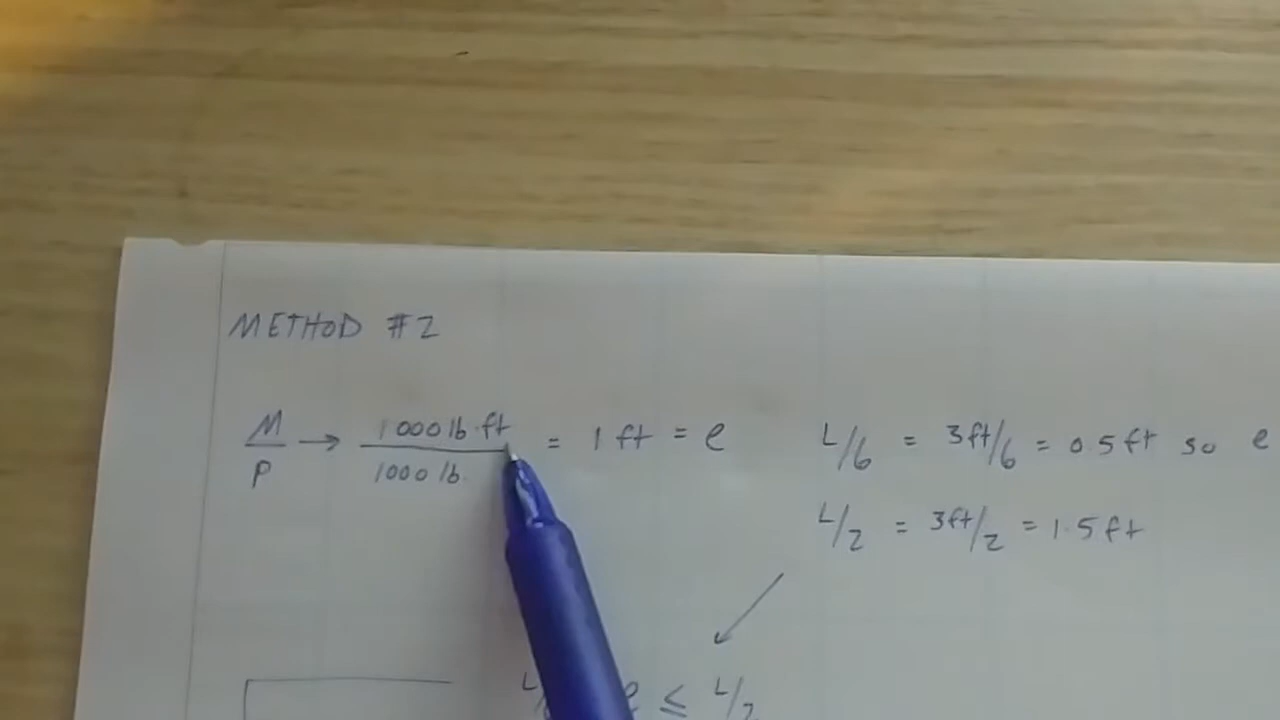 METHOD #2
M/P → 1000 lb·ft / 1000 lb. = 1 ft = e
L/6 = 3ft/6 = 0.5 ft so e
L/2 = 3ft/2 = 1.5 ft
≤ L/2